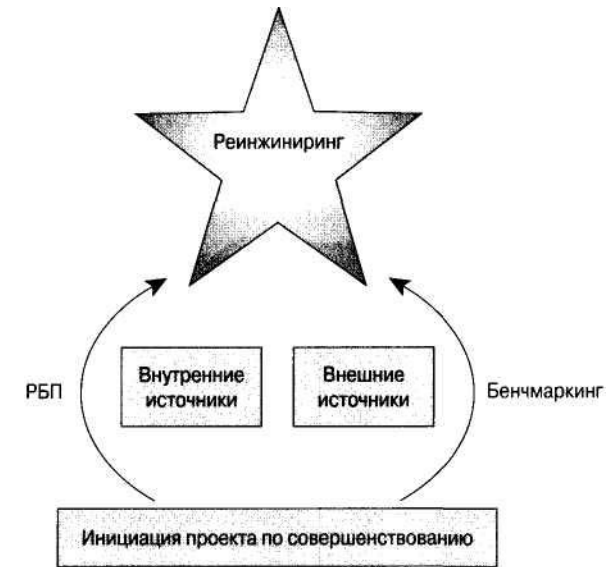 Реинжиниринг
РБП
Внутренние
источники
Внешние
источники
Бенчмаркинг
Инициация проекта по совершенствованию